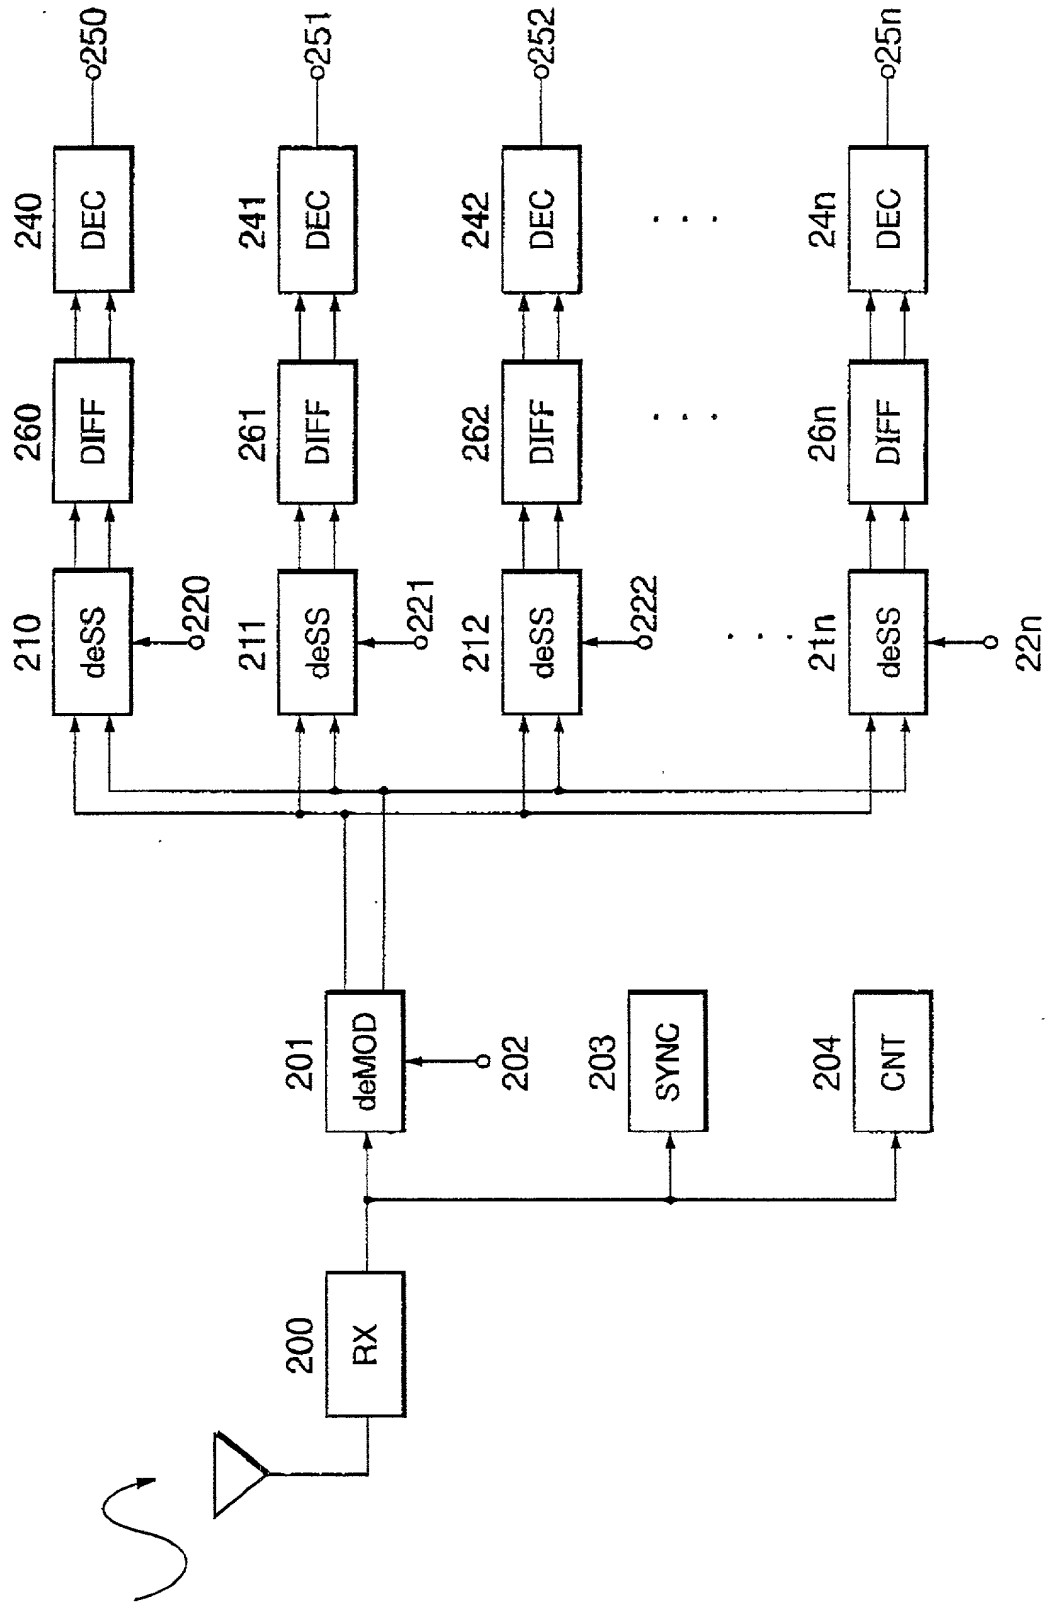 200
RX
201
deMOD
202
203
SYNC
204
CNT
210
deSS
220
260
DIFF
240
DEC
250
211
deSS
221
261
DIFF
241
DEC
251
212
deSS
222
262
DIFF
242
DEC
252
. . .
. . .
. . .
21n
deSS
22n
26n
DIFF
24n
DEC
25n